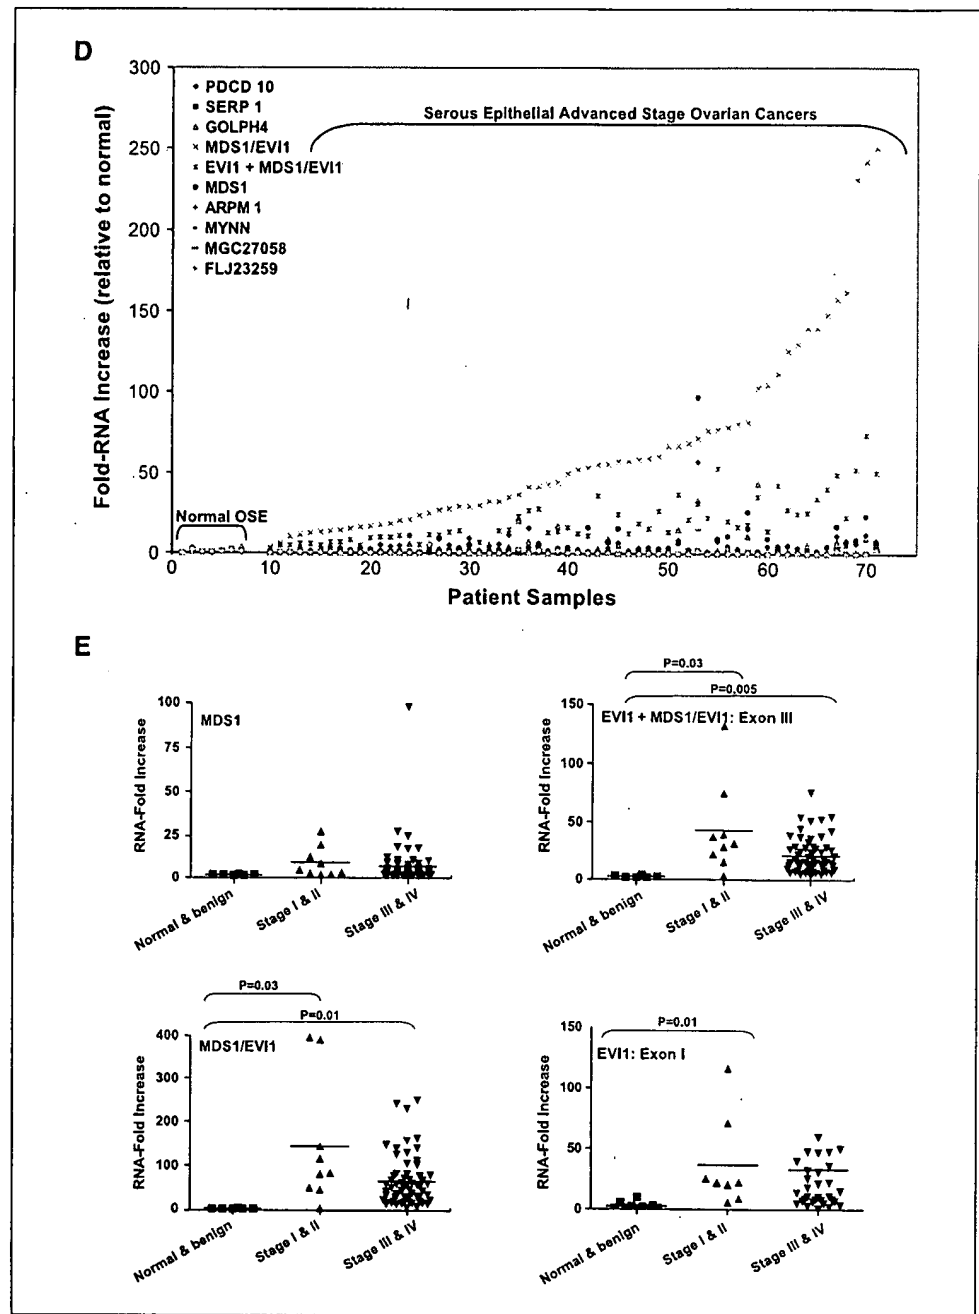 D
300
250
200
150
100
50
0
Fold-RNA Increase (relative to normal)
PDCD 10
SERP 1
GOLPH4
MDS1/EVI1
EVI1 + MDS1/EVI1
MDS1
ARPM 1
MYNN
MGC27058
FLJ23259
Serous Epithelial Advanced Stage Ovarian Cancers
Normal OSE
0 10 20 30 40 50 60 70
Patient Samples
E
MDS1
100
75
50
25
0
RNA-Fold Increase
Normal & benign
Stage I & II
Stage III & IV
P=0.03
P=0.005
EVI1 + MDS1/EVI1: Exon III
150
100
50
0
RNA-Fold Increase
Normal & benign
Stage I & II
Stage III & IV
P=0.03
P=0.01
MDS1/EVI1
400
300
200
100
0
RNA-Fold Increase
Normal & benign
Stage I & II
Stage III & IV
P=0.01
EVI1: Exon I
150
100
50
0
RNA-Fold Increase
Normal & benign
Stage I & II
Stage III & IV